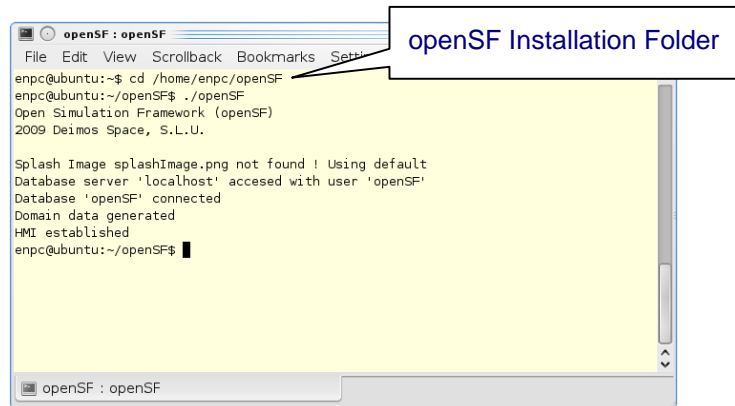 openSF : openSF
openSF Installation Folder
File Edit View Scrollback Bookmarks
enpc@ubuntu:~$ cd /home/enpc/openSF
enpc@ubuntu:~/openSF$ ./openSF
Open Simulation Framework (openSF)
2009 Deimos Space, S.L.U.
Splash Image splashImage.png not found ! Using default
Database server 'localhost' accesed with user 'openSF'
Database 'openSF' connected
Domain data generated
HMI established
enpc@ubuntu:~/openSF$
openSF : openSF